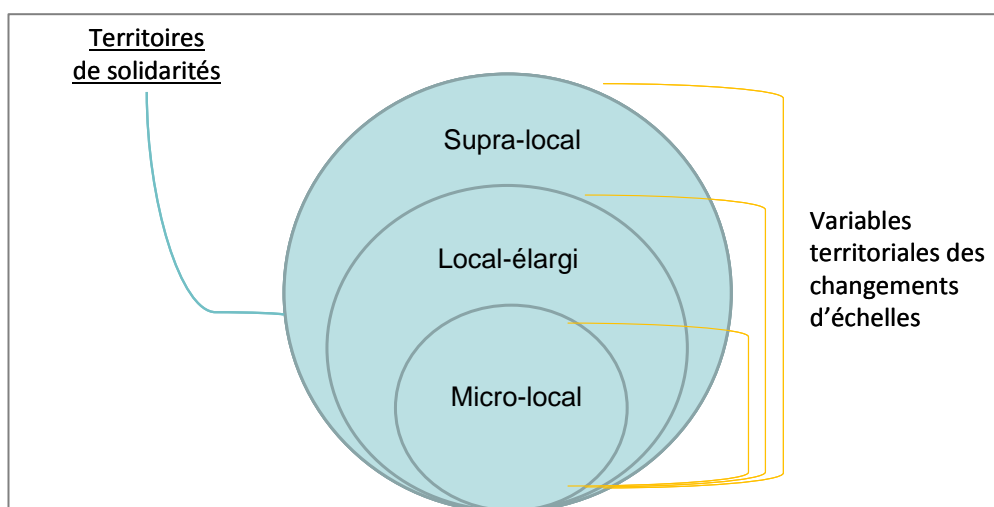 Territoires
de solidarités
Supra-local
Local-élargi
Micro-local
Variables
territoriales des
changements
d’échelles